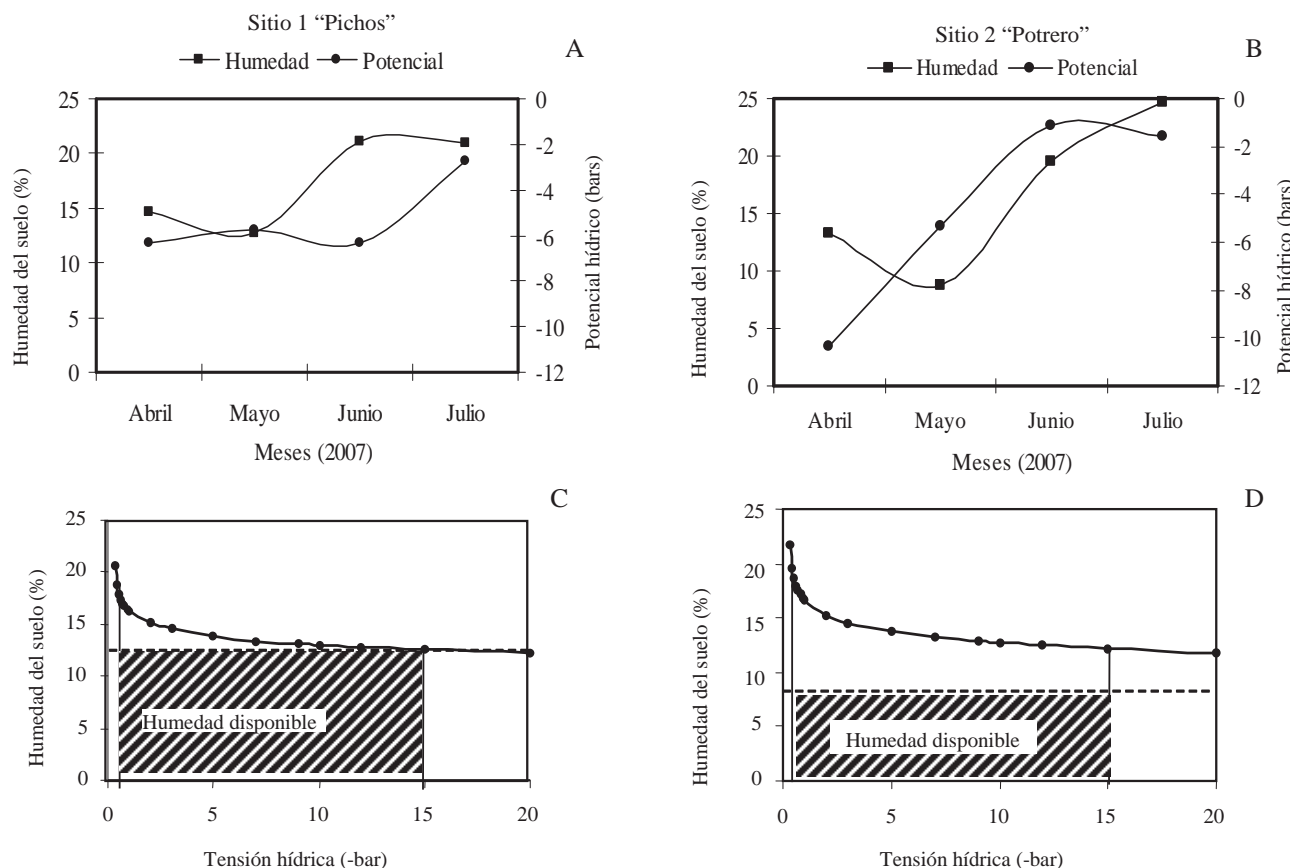 Sitio 1 “Pichos”
Humedad Potencial
A
Humedad del suelo (%)
25
20
15
10
5
0
0
-2
-4
-6
-8
-10
-12
Potencial hídrico (bars)
Abril Mayo Junio Julio
Meses (2007)
Sitio 2 “Potrero”
Humedad Potencial
B
Humedad del suelo (%)
25
20
15
10
5
0
0
-2
-4
-6
-8
-10
-12
Potencial hídrico (bars)
Abril Mayo Junio Julio
Meses (2007)
C
Humedad del suelo (%)
25
20
15
10
5
0
Humedad disponible
0 5 10 15 20
Tensión hídrica (-bar)
D
Humedad del suelo (%)
25
20
15
10
5
0
Humedad disponible
0 5 10 15 20
Tensión hídrica (-bar)